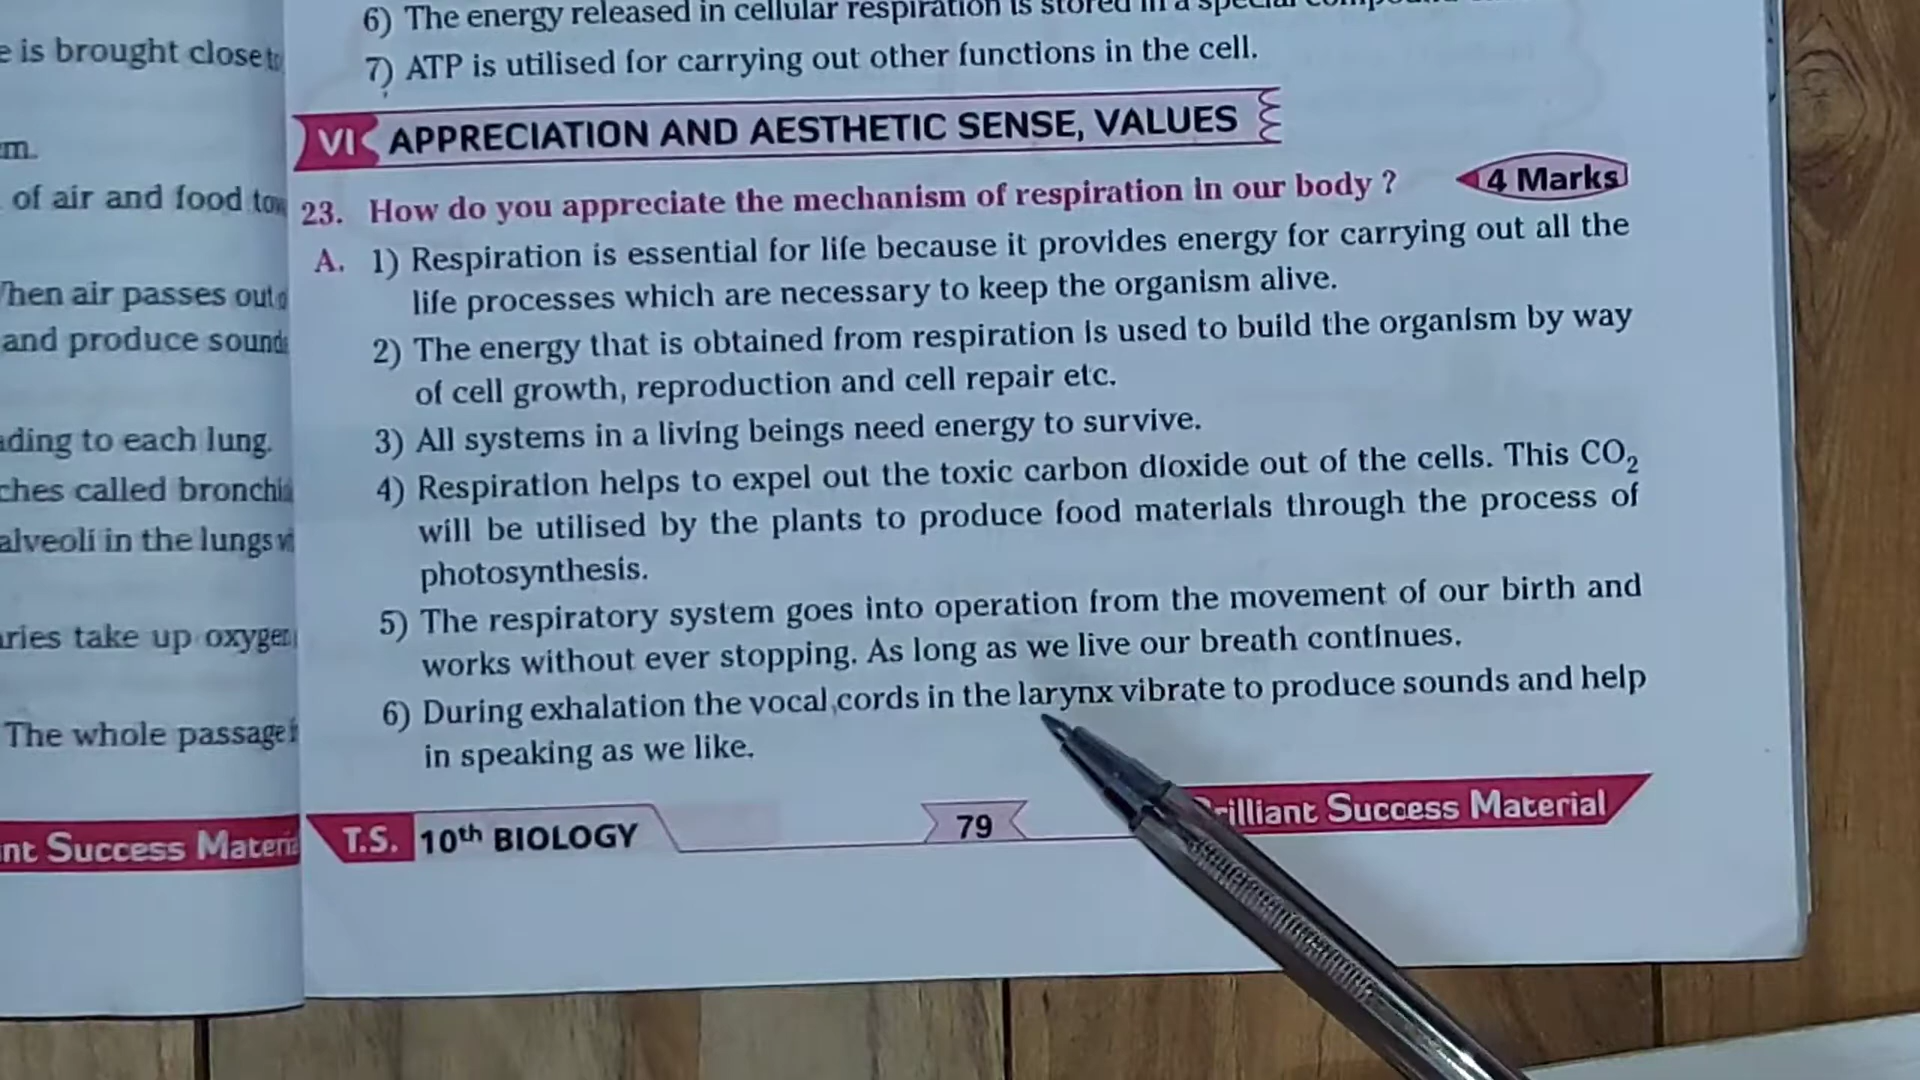 e is brought close
m.
of air and food
When air passes out
and produce sound
ding to each lung.
ches called bronchi
alveoli in the lungs
ries take up oxygen
The whole passage
nt Success Materia
6) The energy released in cellular respiration is stored in a special compound
7) ATP is utilised for carrying out other functions in the cell.
VI APPRECIATION AND AESTHETIC SENSE, VALUES
23. How do you appreciate the mechanism of respiration in our body ? 4 Marks
A. 1) Respiration is essential for life because it provides energy for carrying out all the
life processes which are necessary to keep the organism alive.
2) The energy that is obtained from respiration is used to build the organism by way
of cell growth, reproduction and cell repair etc.
3) All systems in a living beings need energy to survive.
4) Respiration helps to expel out the toxic carbon dioxide out of the cells. This CO₂
will be utilised by the plants to produce food materials through the process of
photosynthesis.
5) The respiratory system goes into operation from the movement of our birth and
works without ever stopping. As long as we live our breath continues.
6) During exhalation the vocal cords in the larynx vibrate to produce sounds and help
in speaking as we like.
T.S. 10th BIOLOGY 79 Brilliant Success Material